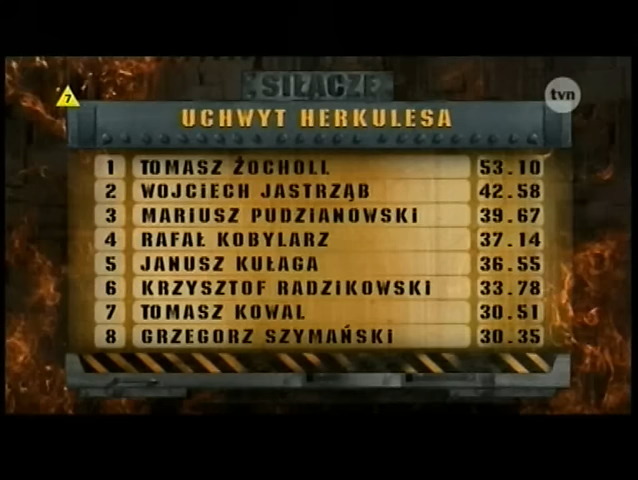 SIŁACZE
7
tvn
UCHWYT HERKULESA
1 TOMASZ ŻOCHOLL 53.10
2 WOJCIECH JASTRZĄB 42.58
3 MARIUSZ PUDZIANOWSKI 39.67
4 RAFAŁ KOBYLARZ 37.14
5 JANUSZ KUŁAGA 36.55
6 KRZYSZTOF RADZIKOWSKI 33.78
7 TOMASZ KOWAL 30.51
8 GRZEGORZ SZYMAŃSKI 30.35